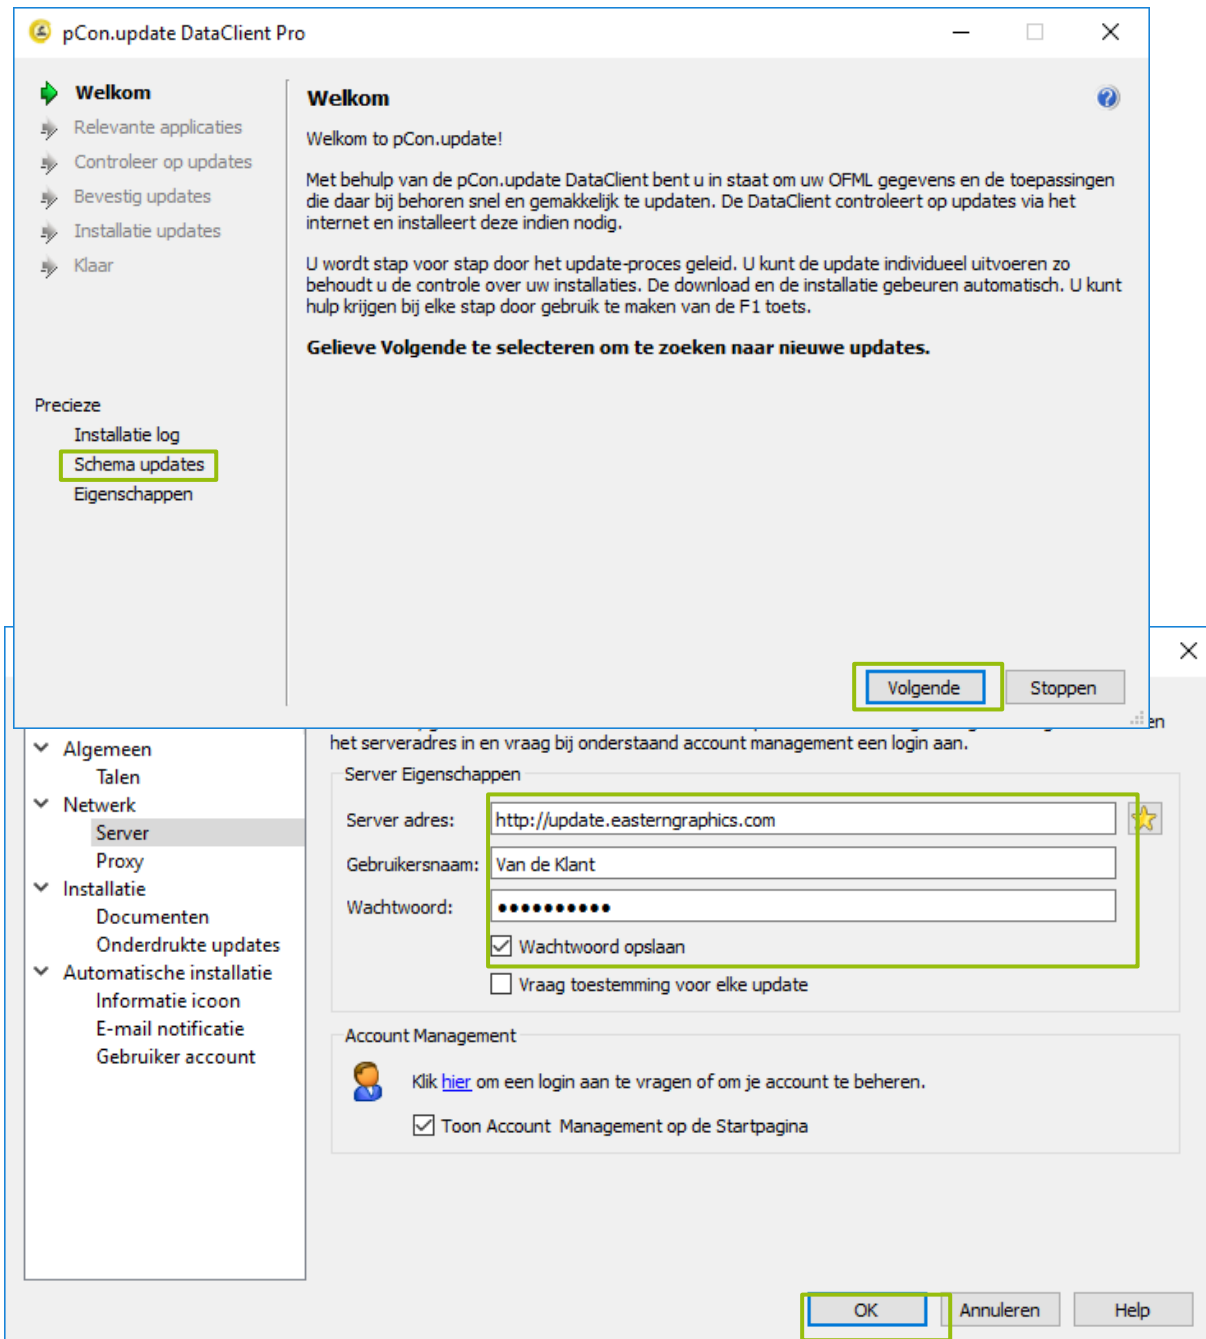 pCon.update DataClient Pro
Welkom
Relevante applicaties
Controleer op updates
Bevestig updates
Installatie updates
Klaar
Precieze
Installatie log
Schema updates
Eigenschappen
Welkom
Welkom to pCon.update!
Met behulp van de pCon.update DataClient bent u in staat om uw OFML gegevens en de toepassingen
die daar bij behoren snel en gemakkelijk te updaten. De DataClient controleert op updates via het
internet en installeert deze indien nodig.
U wordt stap voor stap door het update-proces geleid. U kunt de update individueel uitvoeren zo
behoudt u de controle over uw installaties. De download en de installatie gebeuren automatisch. U kunt
hulp krijgen bij elke stap door gebruik te maken van de F1 toets.
Gelieve Volgende te selecteren om te zoeken naar nieuwe updates.
Volgende
Stoppen
Algemeen
Talen
Netwerk
Server
Proxy
Installatie
Documenten
Onderdrukte updates
Automatische installatie
Informatie icoon
E-mail notificatie
Gebruiker account
en
het serveradres in en vraag bij onderstaand account management een login aan.
Server Eigenschappen
Server adres: http://update.easterngraphics.com
Gebruikersnaam: Van de Klant
Wachtwoord: ●●●●●●●●●●
Wachtwoord opslaan
Vraag toestemming voor elke update
Account Management
Klik hier om een login aan te vragen of om je account te beheren.
Toon Account Management op de Startpagina
OK
Annuleren
Help